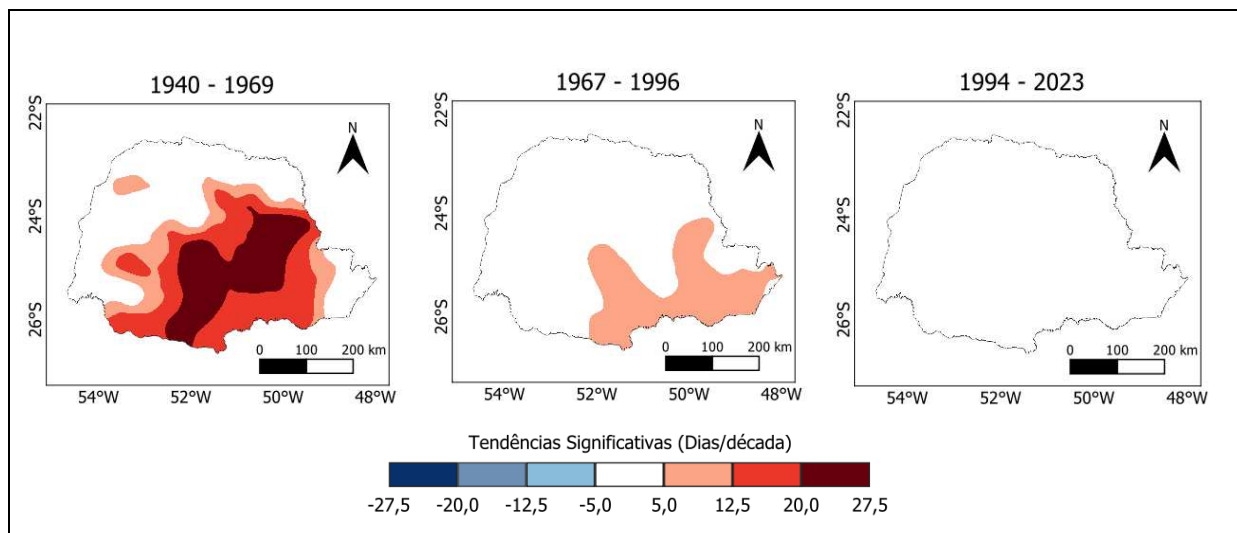 1940 - 1969
1967 - 1996
1994 - 2023
22°S
24°S
26°S
N
0 100 200 km
54°W 52°W 50°W 48°W
22°S
24°S
26°S
N
0 100 200 km
54°W 52°W 50°W 48°W
22°S
24°S
26°S
N
0 100 200 km
54°W 52°W 50°W 48°W
Tendências Significativas (Dias/década)
-27,5 -20,0 -12,5 -5,0 5,0 12,5 20,0 27,5